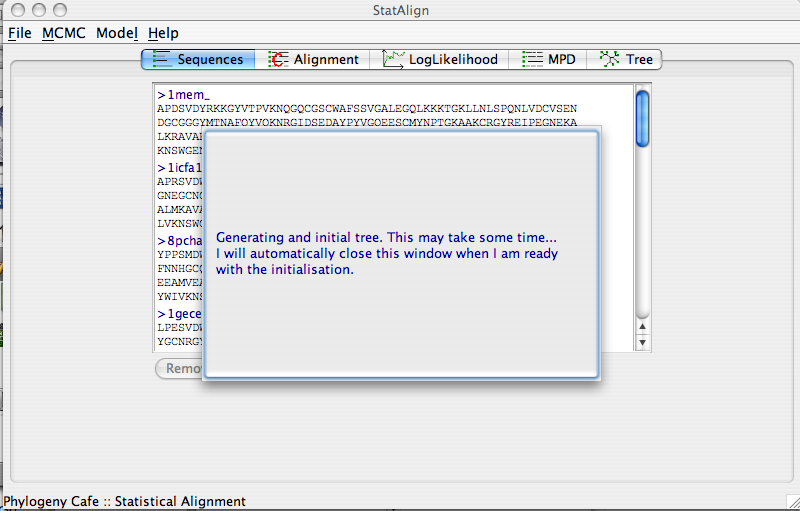 StatAlign
File MCMC Model Help
Sequences Alignment LogLikelihood MPD Tree
>1mem_
APDSVDYRKKGYVTPVKNQGQCGSCWAFSSVGALEGQLKKKTGKLLNLSPQNLVDCVSEN
DGCGGGYMTNAFQYVQKNRGIDSEDAYPYVGQEESCMYNPTGKAAKCRGYREIPEGNEKA
LKRAVA
KNSWGEN
>1icfa1
APRSVDW
GNEGCNG
ALMKAVA
LVKNSWG
>8pcha
YPPSMDW
FNNHGCQ
EEAMVEA
YWIVKNS
>1gece
LPESVDW
YGCNRGY
Generating and initial tree. This may take some time...
I will automatically close this window when I am ready
with the initialisation.
Remo
Phylogeny Cafe :: Statistical Alignment